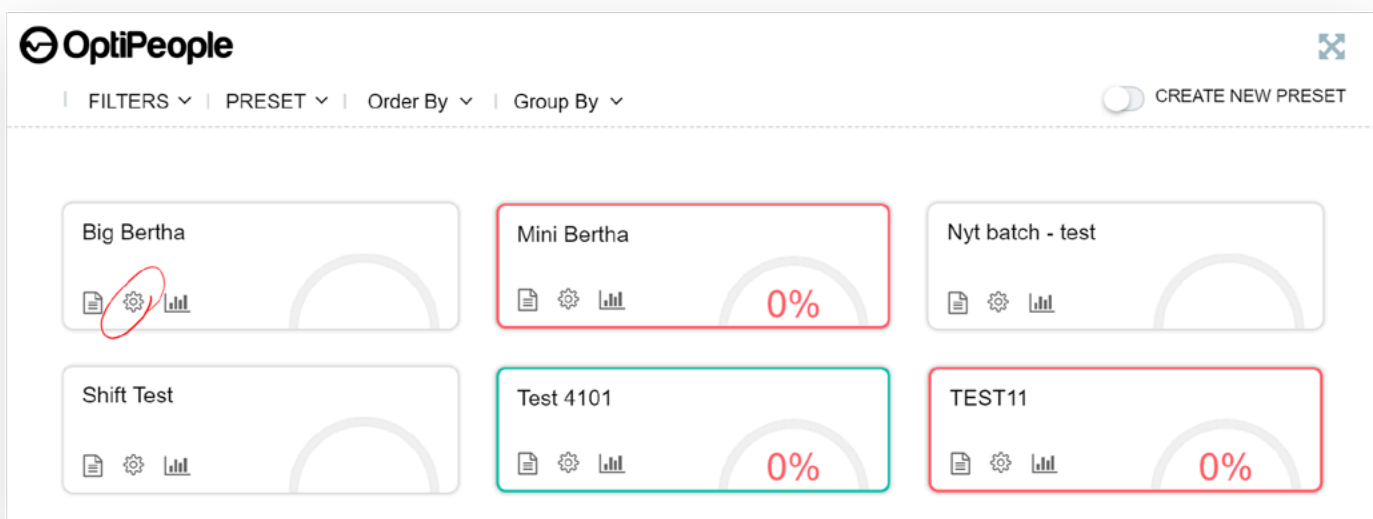 OptiPeople
FILTERS PRESET Order By Group By CREATE NEW PRESET
Big Bertha
Mini Bertha
0%
Nyt batch - test
Shift Test
Test 4101
0%
TEST11
0%